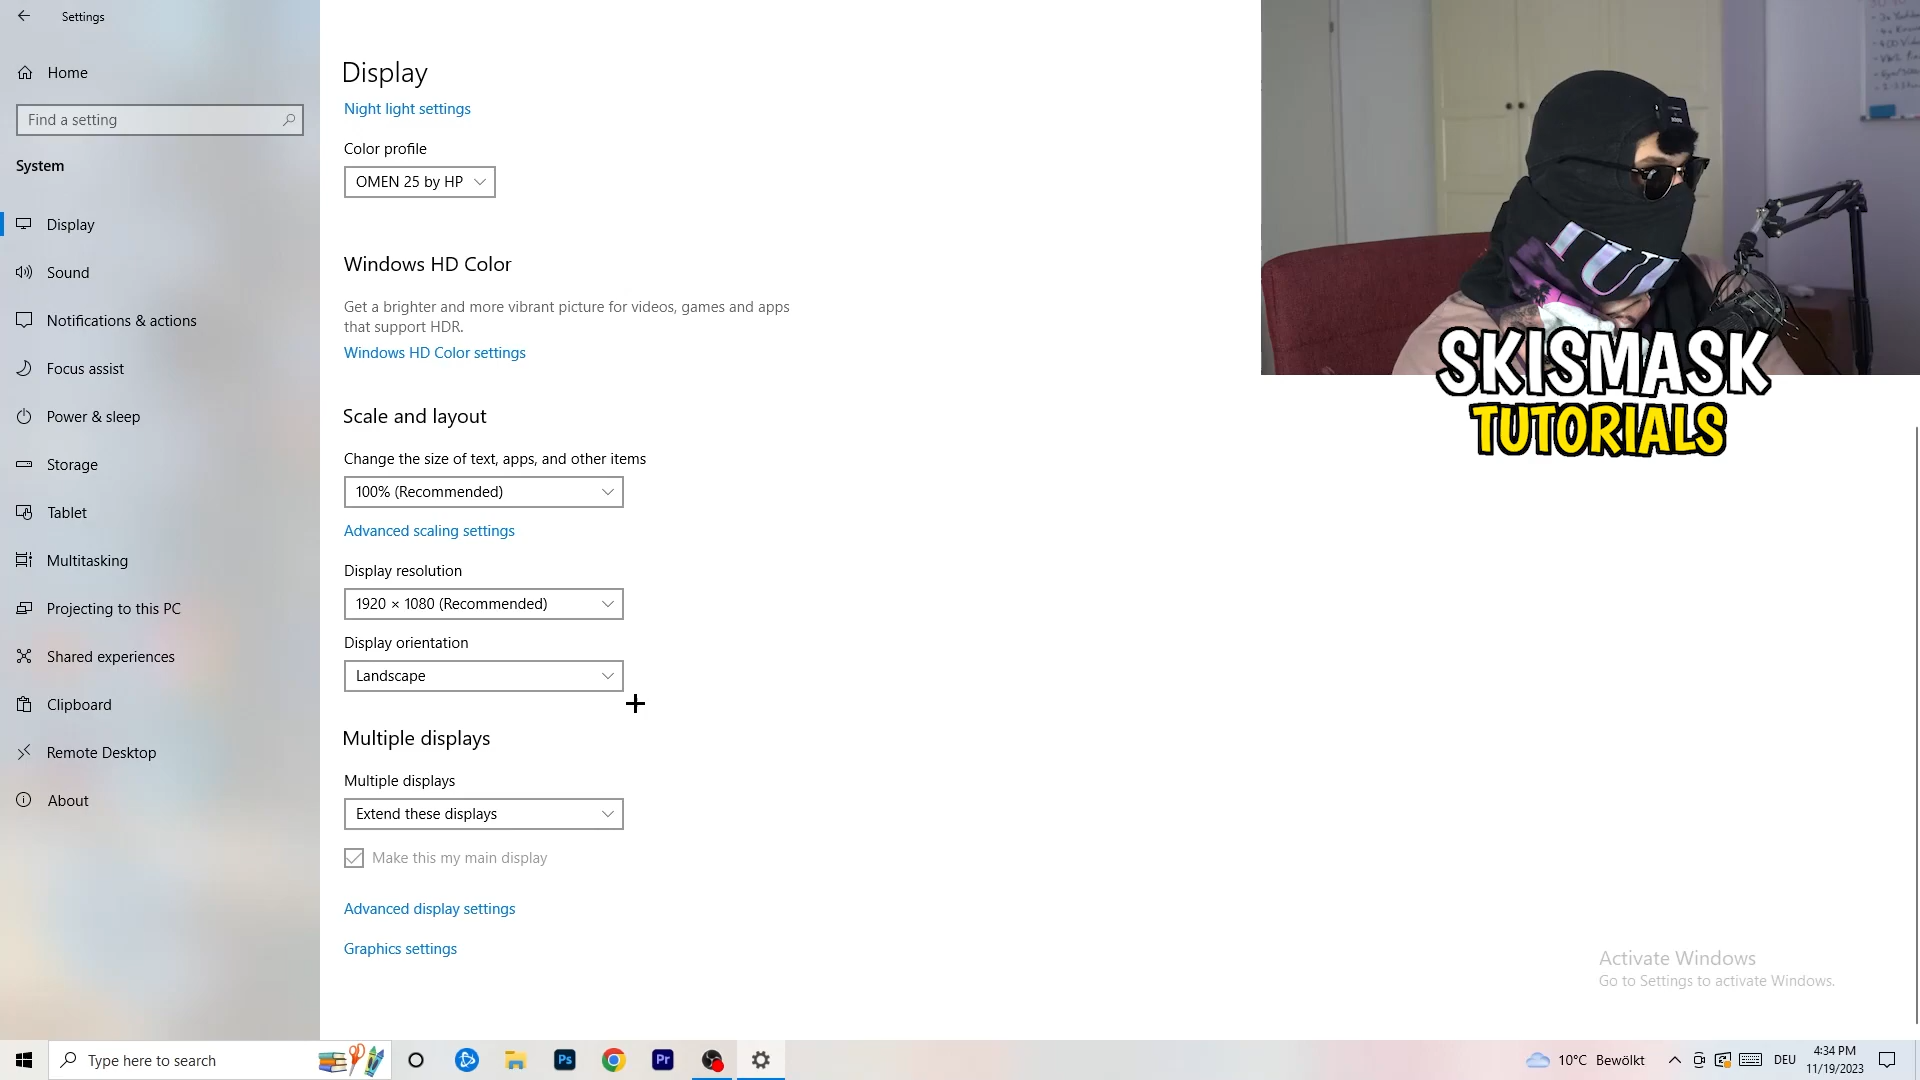 Settings
Home
Find a setting
System
Display
Sound
Notifications & actions
Focus assist
Power & sleep
Storage
Tablet
Multitasking
Projecting to this PC
Shared experiences
Clipboard
Remote Desktop
About
Display
Night light settings
Color profile
OMEN 25 by HP
Windows HD Color
Get a brighter and more vibrant picture for videos, games and apps
that support HDR.
Windows HD Color settings
Scale and layout
Change the size of text, apps, and other items
100% (Recommended)
Advanced scaling settings
Display resolution
1920 × 1080 (Recommended)
Display orientation
Landscape
Multiple displays
Multiple displays
Extend these displays
Make this my main display
Advanced display settings
Graphics settings
SKISMASK
TUTORIALS
Activate Windows
Go to Settings to activate Windows.
Type here to search
Ps
Pr
10°C Bewölkt
DEU
4:34 PM
11/19/2023